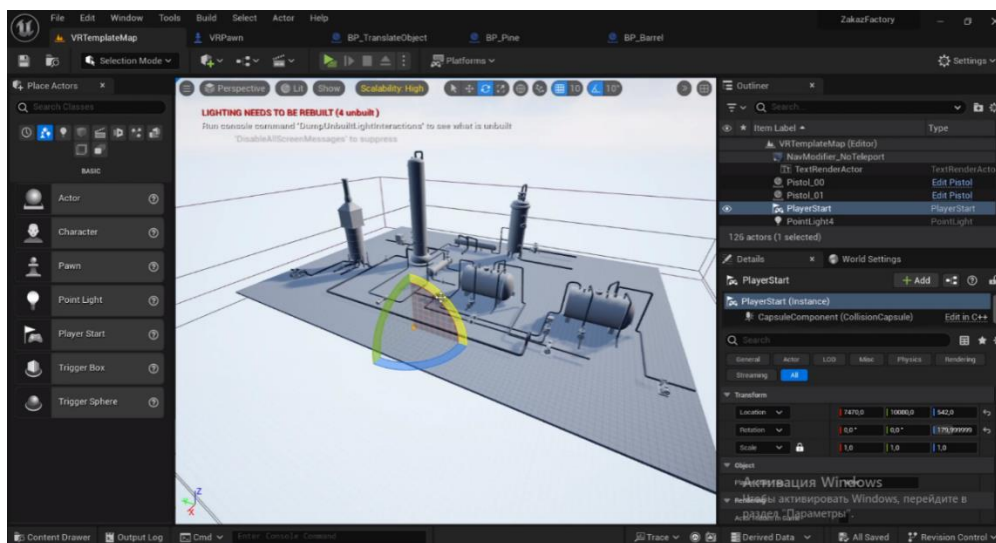 File Edit Window Tools Build Select Actor Help
ZakazFactory
VRTemplateMap
VRPawn
BP_TranslateObject
BP_Pine
BP_Barrel
Selection Mode
Platforms
Settings
Place Actors
Search Classes
BASIC
Actor
Character
Pawn
Point Light
Player Start
Trigger Box
Trigger Sphere
Perspective
Lit
Show
Scalability: High
10
10°
LIGHTING NEEDS TO BE REBUILT (4 unbuilt )
Run console command 'DumpUnbuiltLightInteractions' to see what is unbuilt
'DisableAllScreenMessages' to suppress
Z
X
Outliner
Search...
Item Label
Type
VRTemplateMap (Editor)
NavModifier_NoTeleport
TextRenderActor
TextRenderActo
Pistol_00
Edit Pistol
Pistol_01
Edit Pistol
PlayerStart
PlayerStart
PointLight4
PointLight
126 actors (1 selected)
Details
World Settings
PlayerStart
Add
PlayerStart (Instance)
CapsuleComponent (CollisionCapsule)
Edit in C++
Search
General
Actor
LOD
Misc
Physics
Rendering
Streaming
All
Transform
Location
7470,0
10080,0
542,0
Rotation
0,0 °
0,0 °
179,999999
Scale
1,0
1,0
1,0
Object
Активация Windows
Чтобы активировать Windows, перейдите в
раздел "Параметры".
Content Drawer
Output Log
Cmd
Enter Console Command
Trace
Derived Data
All Saved
Revision Control